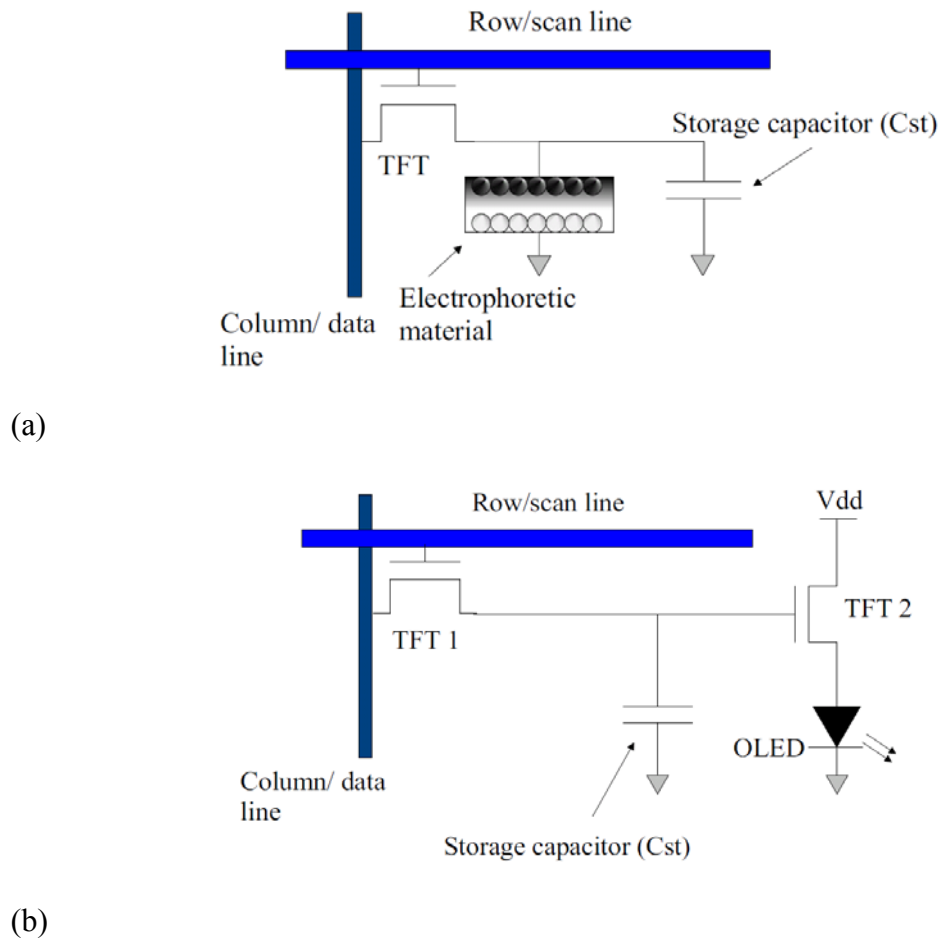 Row/scan line
Storage capacitor (Cst)
TFT
Electrophoretic
material
Column/ data
line
(a)
Row/scan line
Vdd
TFT 2
TFT 1
OLED
Column/ data
line
Storage capacitor (Cst)
(b)